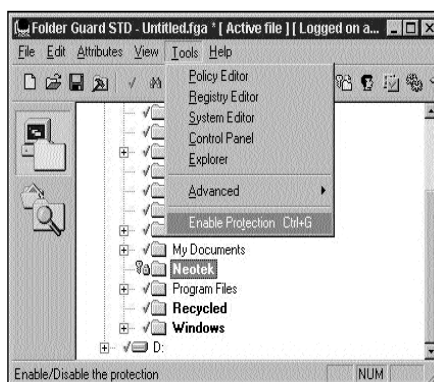 Folder Guard STD - Untitled.fga * [ Active file ] [ Logged on a...
File Edit Attributes View Tools Help
Policy Editor
Registry Editor
System Editor
Control Panel
Explorer
Advanced
Enable Protection Ctrl+G
My Documents
Neotek
Program Files
Recycled
Windows
D:
Enable/Disable the protection NUM